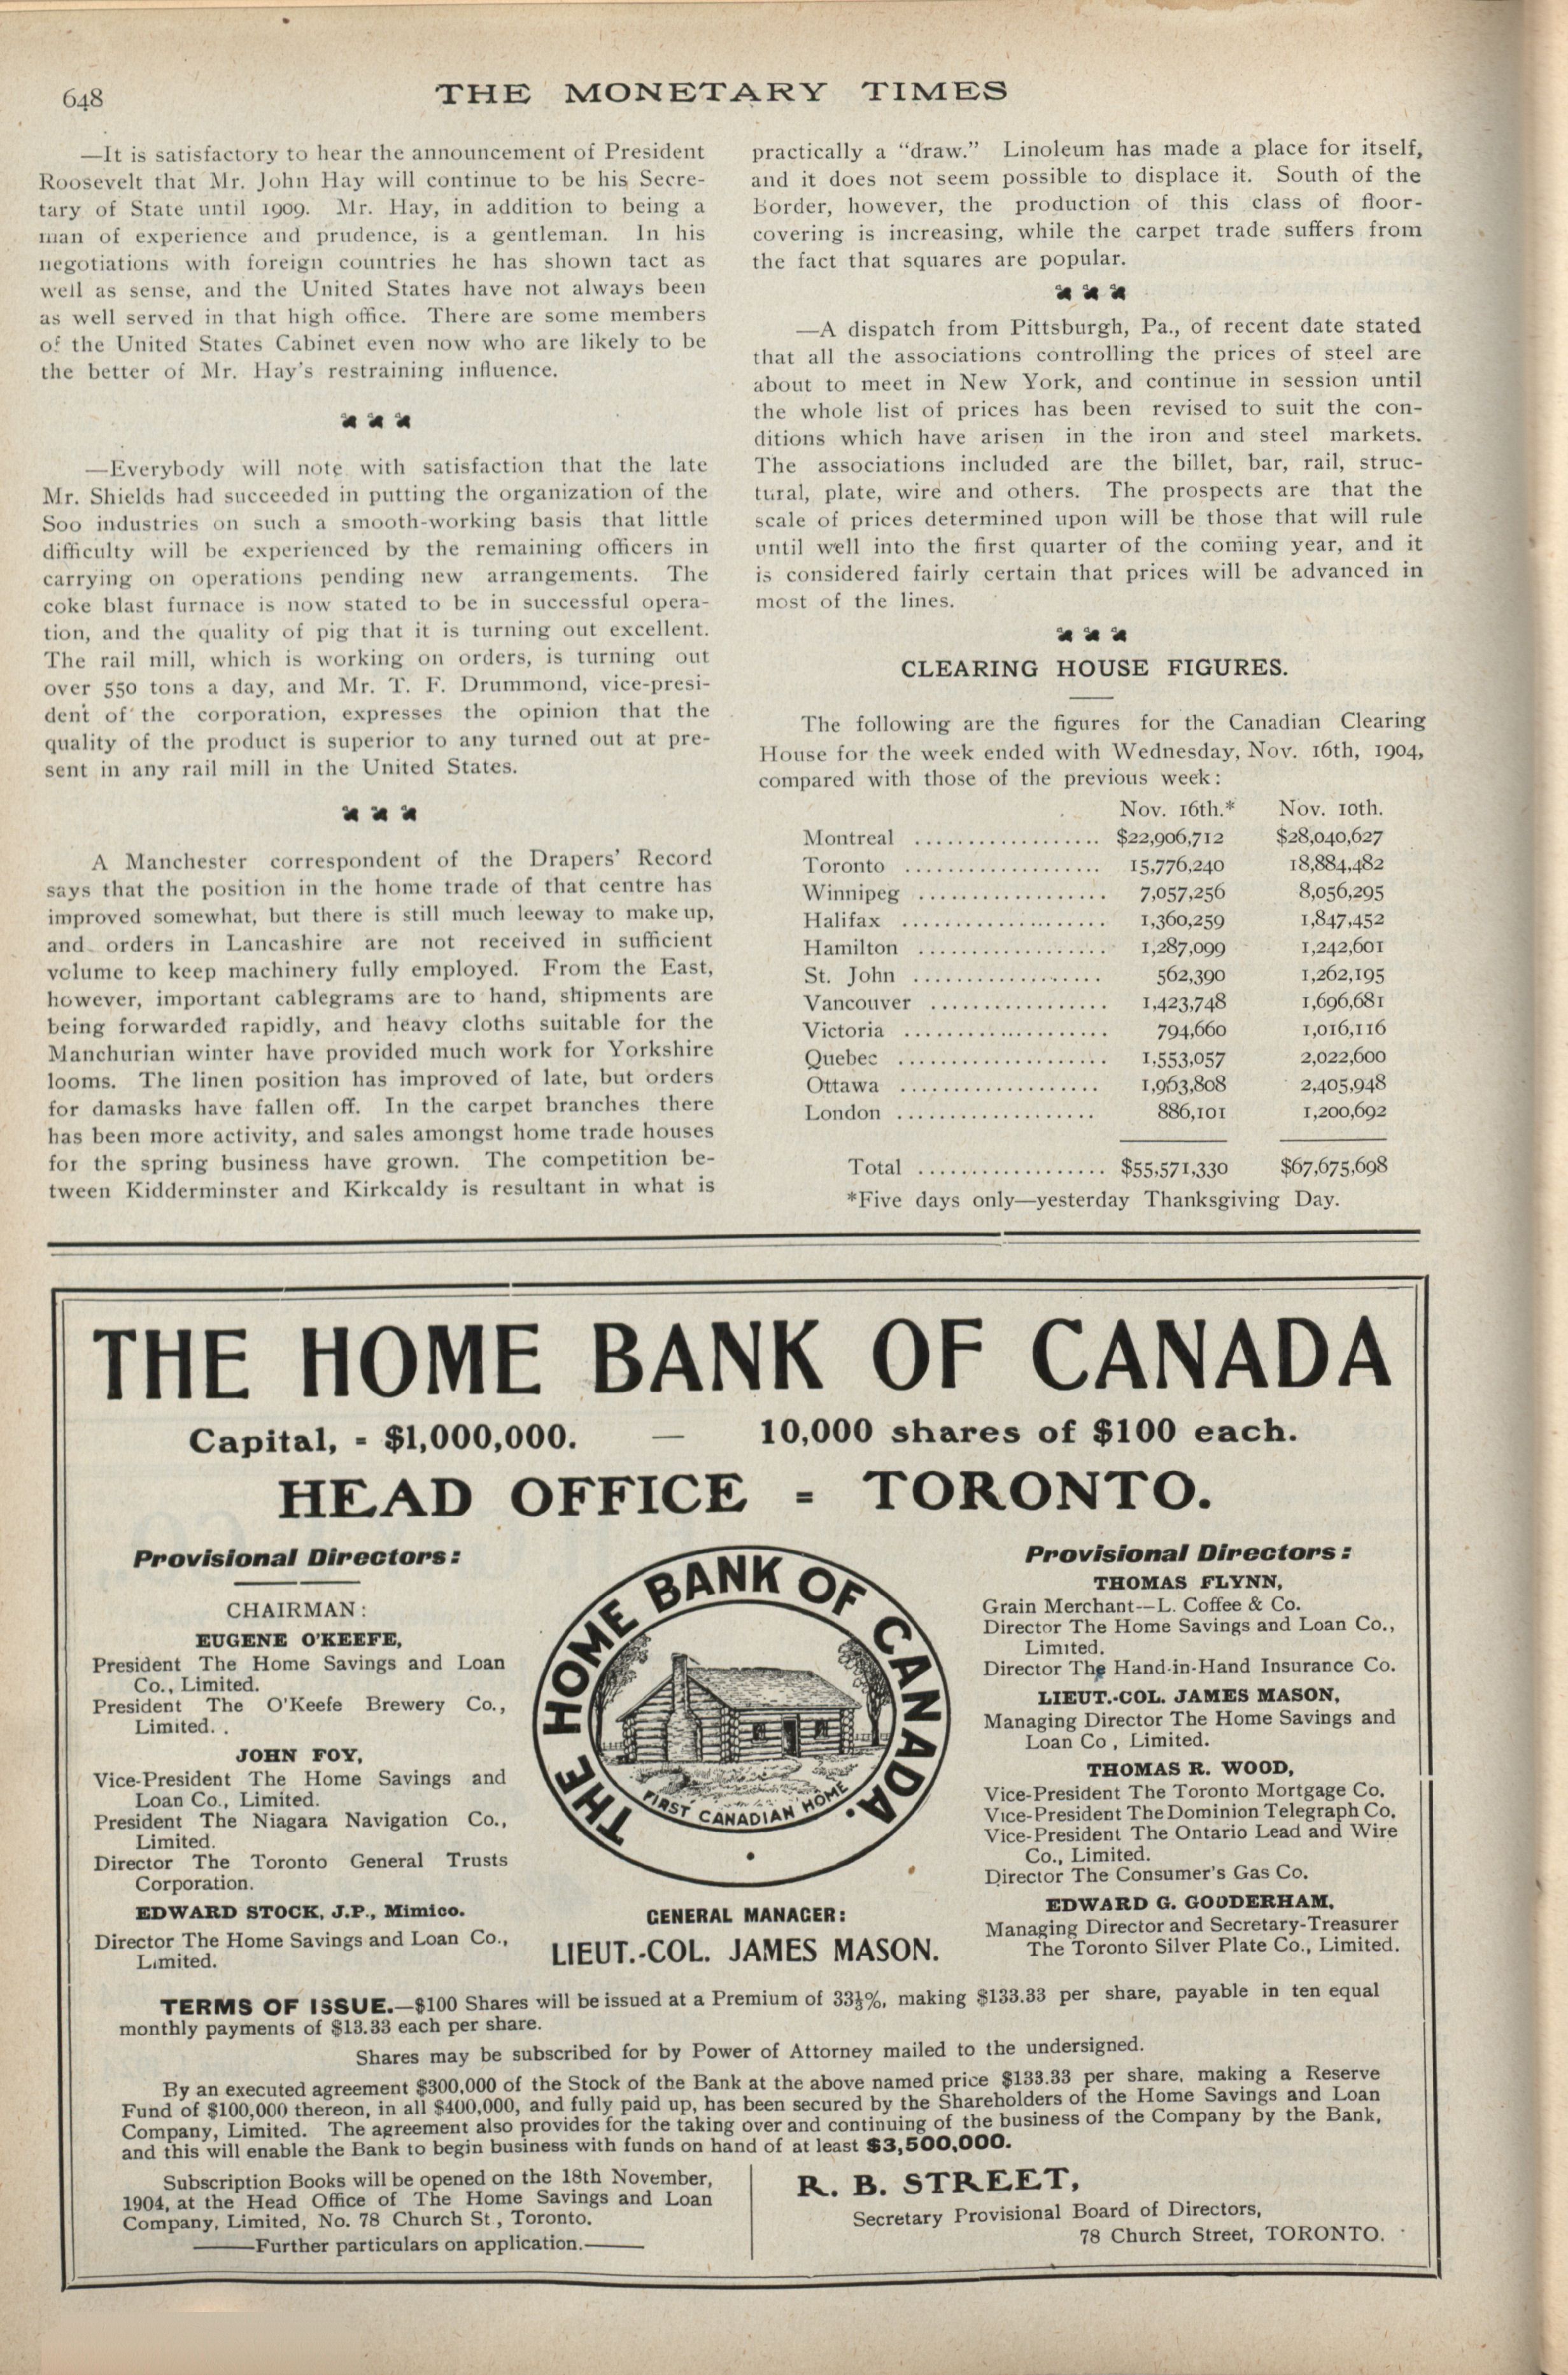 648
THE MONETARY TIMES
—It is satisfactory to hear the announcement of President
Roosevelt that Mr. John Hay will continue to be his Secre-
tary of State until 1909. Mr. Hay, in addition to being a
man of experience and prudence, is a gentleman. In his
negotiations with foreign countries he has shown tact as
well as sense, and the United States have not always been
as well served in that high office. There are some members
of the United States Cabinet even now who are likely to be
the better of Mr. Hay's restraining influence.
—Everybody will note with satisfaction that the late
Mr. Shields had succeeded in putting the organization of the
Soo industries on such a smooth-working basis that little
difficulty will be experienced by the remaining officers in
carrying on operations pending new arrangements. The
coke blast furnace is now stated to be in successful opera-
tion, and the quality of pig that it is turning out excellent.
The rail mill, which is working on orders, is turning out
over 550 tons a day, and Mr. T. F. Drummond, vice-presi-
dent of the corporation, expresses the opinion that the
quality of the product is superior to any turned out at pre-
sent in any rail mill in the United States.
A Manchester correspondent of the Drapers' Record
says that the position in the home trade of that centre has
improved somewhat, but there is still much leeway to make up,
and orders in Lancashire are not received in sufficient
volume to keep machinery fully employed. From the East,
however, important cablegrams are to hand, shipments are
being forwarded rapidly, and heavy cloths suitable for the
Manchurian winter have provided much work for Yorkshire
looms. The linen position has improved of late, but orders
for damasks have fallen off. In the carpet branches there
has been more activity, and sales amongst home trade houses
for the spring business have grown. The competition be-
tween Kidderminster and Kirkcaldy is resultant in what is
practically a “draw.” Linoleum has made a place for itself,
and it does not seem possible to displace it. South of the
Border, however, the production of this class of floor-
covering is increasing, while the carpet trade suffers from
the fact that squares are popular.
—A dispatch from Pittsburgh, Pa., of recent date stated
that all the associations controlling the prices of steel are
about to meet in New York, and continue in session until
the whole list of prices has been revised to suit the con-
ditions which have arisen in the iron and steel markets.
The associations included are the billet, bar, rail, struc-
tural, plate, wire and others. The prospects are that the
scale of prices determined upon will be those that will rule
until well into the first quarter of the coming year, and it
is considered fairly certain that prices will be advanced in
most of the lines.
CLEARING HOUSE FIGURES.
The following are the figures for the Canadian Clearing
House for the week ended with Wednesday, Nov. 16th, 1904,
compared with those of the previous week:
Nov. 16th.* Nov. 10th.
Montreal .................. $22,906,712 $28,040,627
Toronto ................... 15,776,240 18,884,482
Winnipeg .................. 7,057,256 8,056,295
Halifax ................... 1,360,259 1,847,452
Hamilton .................. 1,287,099 1,242,601
St. John .................. 562,390 1,262,195
Vancouver ................. 1,423,748 1,696,681
Victoria ................... 794,660 1,016,116
Quebec .................... 1,553,057 2,022,600
Ottawa ................... 1,963,808 2,405,948
London ................... 886,101 1,200,692
Total .................. $55,571,330 $67,675,698
*Five days only—yesterday Thanksgiving Day.
THE HOME BANK OF CANADA
Capital, = $1,000,000. — 10,000 shares of $100 each.
HEAD OFFICE = TORONTO.
Provisional Directors:
CHAIRMAN:
EUGENE O'KEEFE,
President The Home Savings and Loan
Co., Limited.
President The O'Keefe Brewery Co.,
Limited. .
JOHN FOY,
Vice-President The Home Savings and
Loan Co., Limited.
President The Niagara Navigation Co.,
Limited.
Director The Toronto General Trusts
Corporation.
EDWARD STOCK, J.P., Mimico.
Director The Home Savings and Loan Co.,
Limited.
THE HOME BANK OF CANADA.
FIRST CANADIAN HOME
GENERAL MANAGER:
LIEUT.-COL. JAMES MASON.
Provisional Directors:
THOMAS FLYNN,
Grain Merchant--L. Coffee & Co.
Director The Home Savings and Loan Co.,
Limited.
Director The Hand-in-Hand Insurance Co.
LIEUT.-COL. JAMES MASON,
Managing Director The Home Savings and
Loan Co , Limited.
THOMAS R. WOOD,
Vice-President The Toronto Mortgage Co.
Vice-President The Dominion Telegraph Co.
Vice-President The Ontario Lead and Wire
Co., Limited.
Director The Consumer's Gas Co.
EDWARD G. GOODERHAM,
Managing Director and Secretary-Treasurer
The Toronto Silver Plate Co., Limited.
TERMS OF ISSUE.—$100 Shares will be issued at a Premium of 33⅓%, making $133.33 per share, payable in ten equal
monthly payments of $13.33 each per share.
Shares may be subscribed for by Power of Attorney mailed to the undersigned.
By an executed agreement $300,000 of the Stock of the Bank at the above named price $133.33 per share, making a Reserve
Fund of $100,000 thereon, in all $400,000, and fully paid up, has been secured by the Shareholders of the Home Savings and Loan
Company, Limited. The agreement also provides for the taking over and continuing of the business of the Company by the Bank,
and this will enable the Bank to begin business with funds on hand of at least $3,500,000.
Subscription Books will be opened on the 18th November,
1904, at the Head Office of The Home Savings and Loan
Company, Limited, No. 78 Church St , Toronto.
——Further particulars on application.——
R. B. STREET,
Secretary Provisional Board of Directors,
78 Church Street, TORONTO.